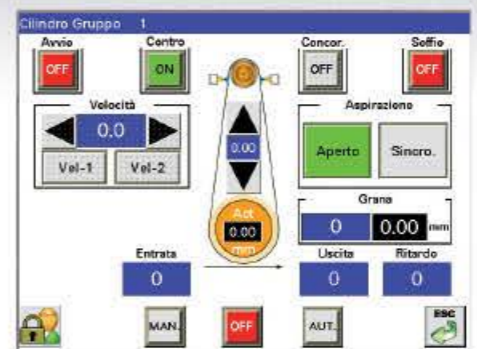 Cilindro Gruppo 1
Avvio Contro Concor. Soffio
OFF ON OFF OFF
Velocità Aspirazione
0.0
0.00
Vel-1 Vel-2
Aperto Sincro.
Grana
Act
0.00
mm
0 0.00 mm
Entrata Uscita Ritardo
0 0 0
MAN. OFF AUT. ESC